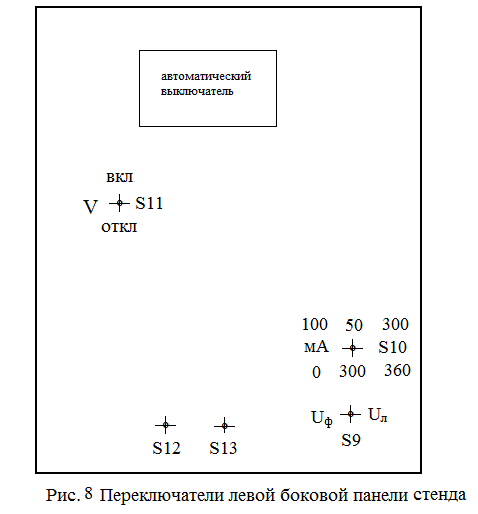 автоматический
выключатель
вкл
V S11
откл
100 50 300
мА S10
0 300 360
Uф Uл
S9
S12 S13
Рис. 8 Переключатели левой боковой панели стенда